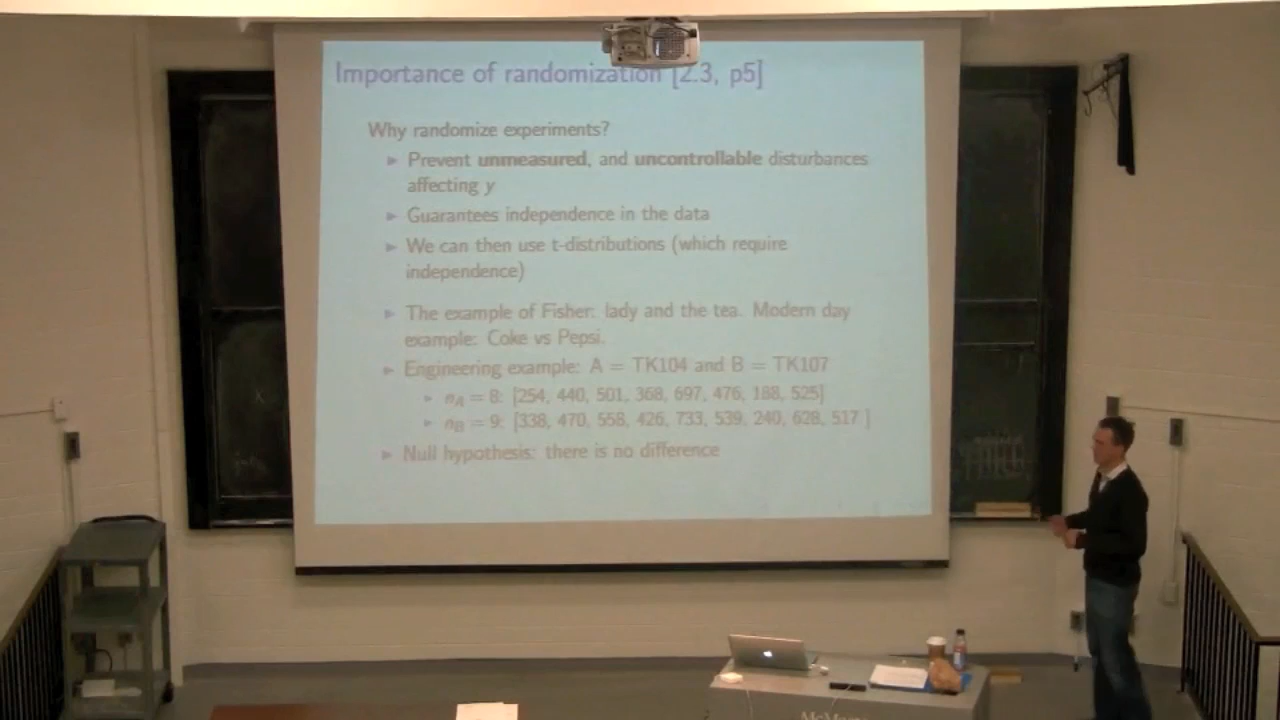 Importance of randomization [2.3, p5]
Why randomize experiments?
► Prevent unmeasured, and uncontrollable disturbances
affecting y
► Guarantees independence in the data
► We can then use t-distributions (which require
independence)
► The example of Fisher: lady and the tea. Modern day
example: Coke vs Pepsi.
► Engineering example: A = TK104 and B = TK107
► nA = 8: [254, 440, 501, 368, 697, 476, 188, 525]
► nB = 9: [338, 470, 558, 426, 733, 539, 240, 628, 517 ]
► Null hypothesis: there is no difference